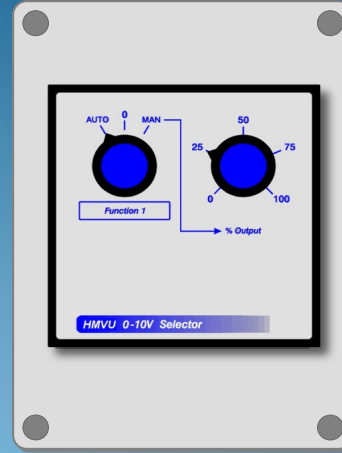 AUTO 0 MAN
Function 1
50
25 75
0 100
% Output
HMVU 0-10V Selector